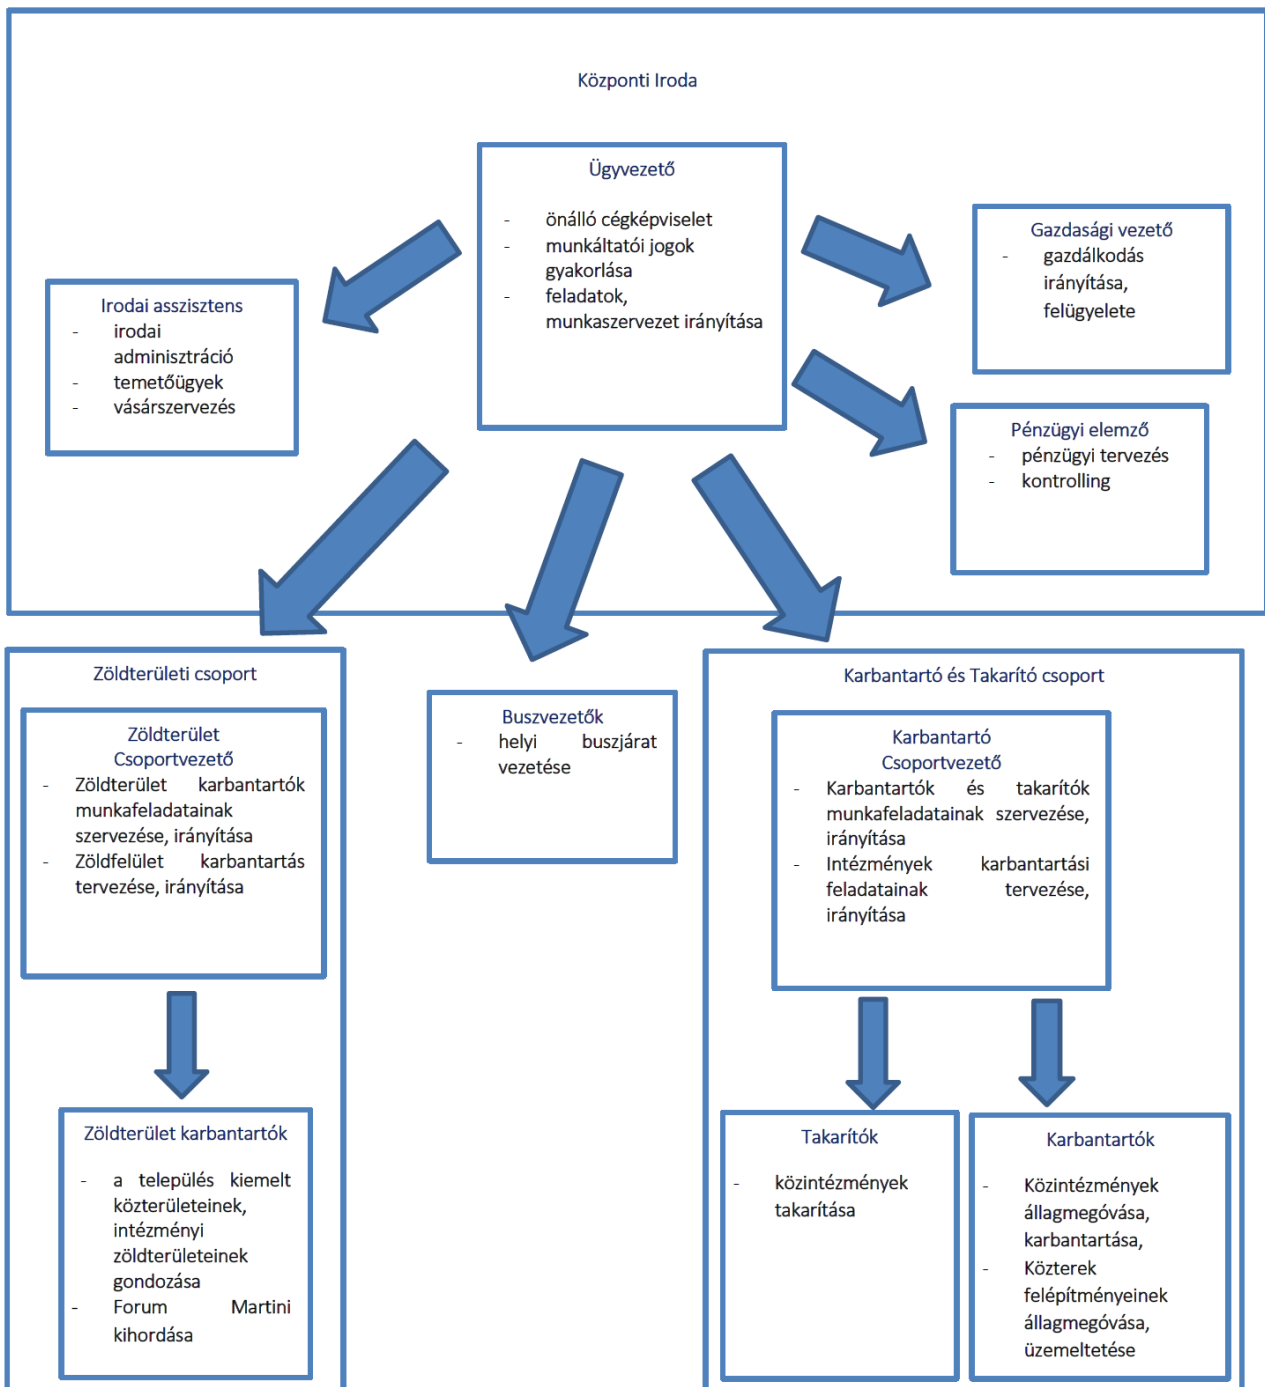 Központi Iroda
Ügyvezető
- önálló cégképviselet
- munkáltatói jogok
gyakorlása
- feladatok,
munkaszervezet irányítása
Gazdasági vezető
- gazdálkodás
irányítása,
felügyelete
Irodai asszisztens
- irodai
adminisztráció
- temetőügyek
- vásárszervezés
Pénzügyi elemző
- pénzügyi tervezés
- kontrolling
Zöldterületi csoport
Zöldterület
Csoportvezető
- Zöldterület karbantartók
munkafeladatainak
szervezése, irányítása
- Zöldfelület karbantartás
tervezése, irányítása
Zöldterület karbantartók
- a település kiemelt
közterületeinek,
intézményi
zöldterületeinek
gondozása
- Forum Martini
kihordása
Buszvezetők
- helyi buszjárat
vezetése
Karbantartó és Takarító csoport
Karbantartó
Csoportvezető
- Karbantartók és takarítók
munkafeladatainak szervezése,
irányítása
- Intézmények karbantartási
feladatainak tervezése,
irányítása
Takarítók
- közintézmények
takarítása
Karbantartók
- Közintézmények
állagmegóvása,
karbantartása,
- Közterek
felépítményeinek
állagmegóvása,
üzemeltetése